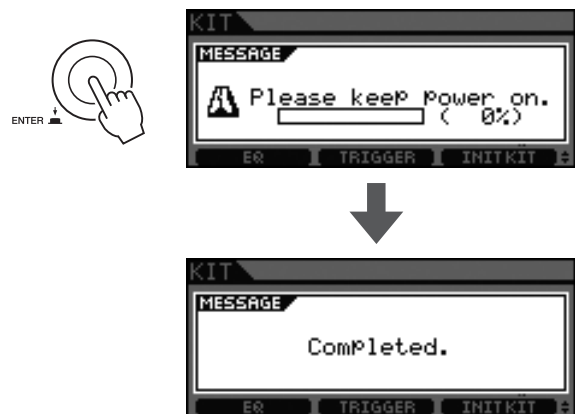 KIT
MESSAGE
Please keep power on.
( 0%)
EQ TRIGGER INITKIT
ENTER
KIT
MESSAGE
Completed.
EQ TRIGGER INITKIT